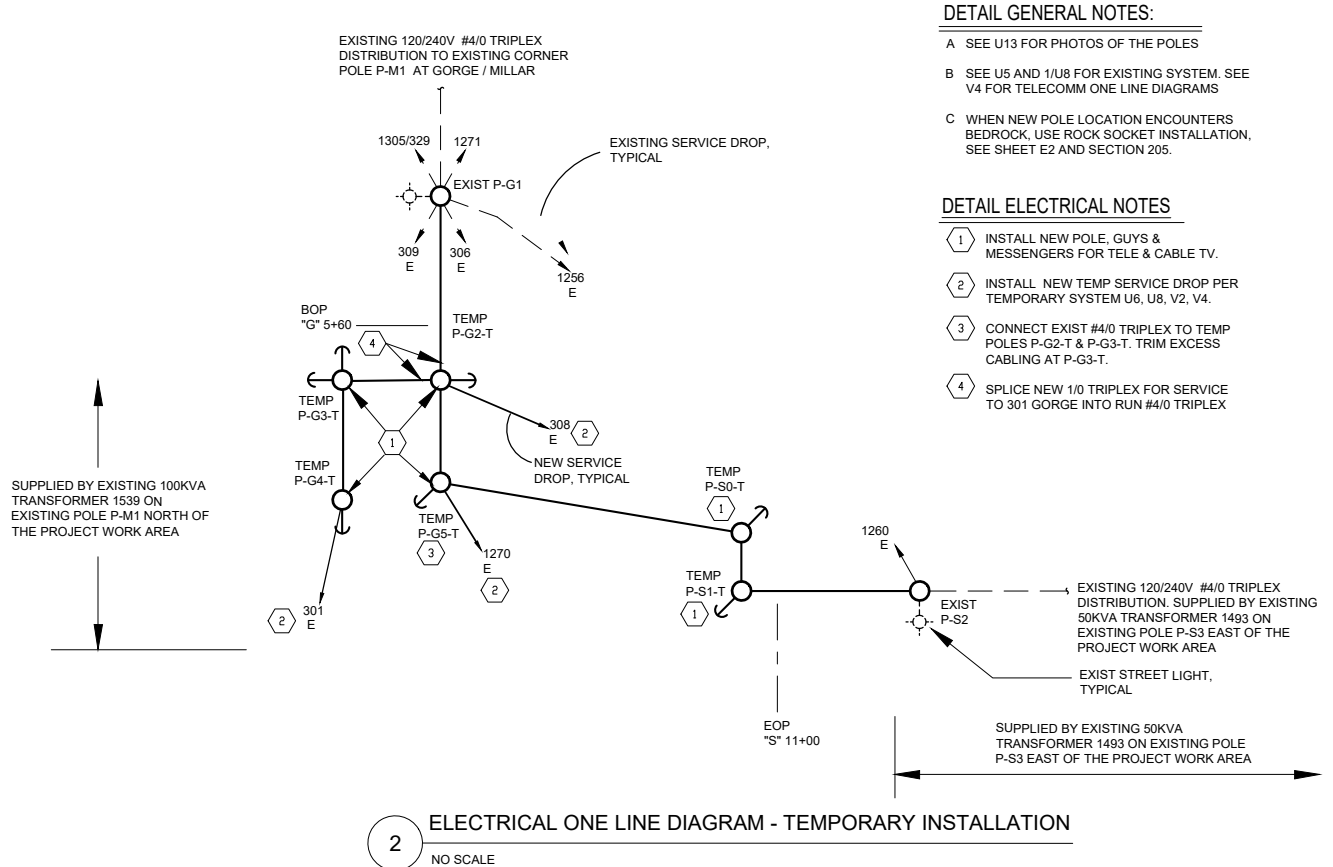 EXISTING 120/240V #4/0 TRIPLEX
DISTRIBUTION TO EXISTING CORNER
POLE P-M1 AT GORGE / MILLAR
1305/329
1271
EXISTING SERVICE DROP,
TYPICAL
EXIST P-G1
309
E
306
E
1256
E
BOP
"G" 5+60
4
TEMP
P-G2-T
TEMP
P-G3-T
1
308
E
2
NEW SERVICE
DROP, TYPICAL
TEMP
P-G4-T
SUPPLIED BY EXISTING 100KVA
TRANSFORMER 1539 ON
EXISTING POLE P-M1 NORTH OF
THE PROJECT WORK AREA
TEMP
P-G5-T
3
1270
E
2
2
301
E
TEMP
P-S0-T
1
TEMP
P-S1-T
1
1260
E
EXIST
P-S2
EXISTING 120/240V #4/0 TRIPLEX
DISTRIBUTION. SUPPLIED BY EXISTING
50KVA TRANSFORMER 1493 ON
EXISTING POLE P-S3 EAST OF THE
PROJECT WORK AREA
EXIST STREET LIGHT,
TYPICAL
EOP
"S" 11+00
SUPPLIED BY EXISTING 50KVA
TRANSFORMER 1493 ON EXISTING POLE
P-S3 EAST OF THE PROJECT WORK AREA
DETAIL GENERAL NOTES:
A SEE U13 FOR PHOTOS OF THE POLES
B SEE U5 AND 1/U8 FOR EXISTING SYSTEM. SEE
V4 FOR TELECOMM ONE LINE DIAGRAMS
C WHEN NEW POLE LOCATION ENCOUNTERS
BEDROCK, USE ROCK SOCKET INSTALLATION,
SEE SHEET E2 AND SECTION 205.
DETAIL ELECTRICAL NOTES
1 INSTALL NEW POLE, GUYS &
MESSENGERS FOR TELE & CABLE TV.
2 INSTALL NEW TEMP SERVICE DROP PER
TEMPORARY SYSTEM U6, U8, V2, V4.
3 CONNECT EXIST #4/0 TRIPLEX TO TEMP
POLES P-G2-T & P-G3-T. TRIM EXCESS
CABLING AT P-G3-T.
4 SPLICE NEW 1/0 TRIPLEX FOR SERVICE
TO 301 GORGE INTO RUN #4/0 TRIPLEX
2 ELECTRICAL ONE LINE DIAGRAM - TEMPORARY INSTALLATION
NO SCALE